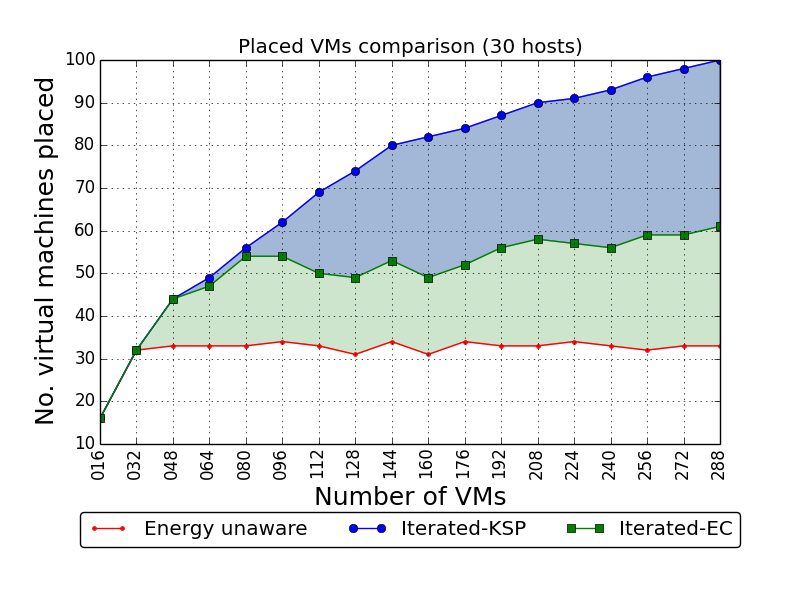 Placed VMs comparison (30 hosts)
100
90
80
70
60
50
40
30
20
10
No. virtual machines placed
016 032 048 064 080 096 112 128 144 160 176 192 208 224 240 256 272 288
Number of VMs
Energy unaware Iterated-KSP Iterated-EC